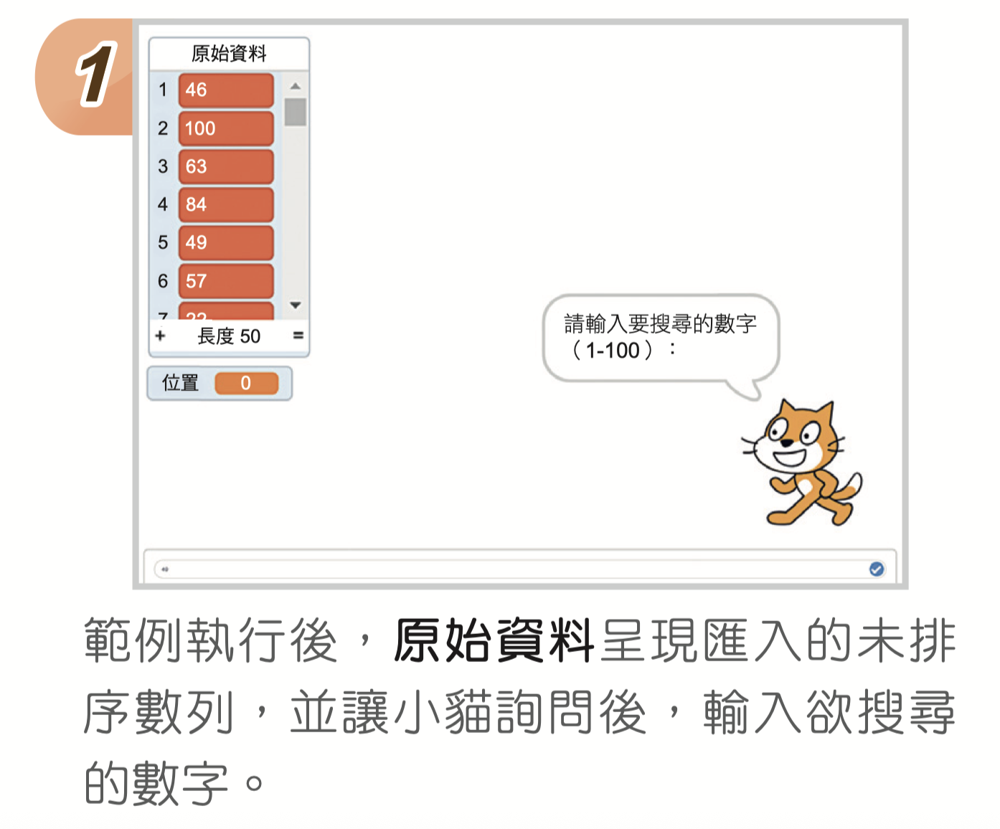 1
原始資料
1 46
2 100
3 63
4 84
5 49
6 57
7 22
+ 長度 50 =
位置 0
請輸入要搜尋的數字
（1-100）：
49
範例執行後，原始資料呈現匯入的未排
序數列，並讓小貓詢問後，輸入欲搜尋
的數字。